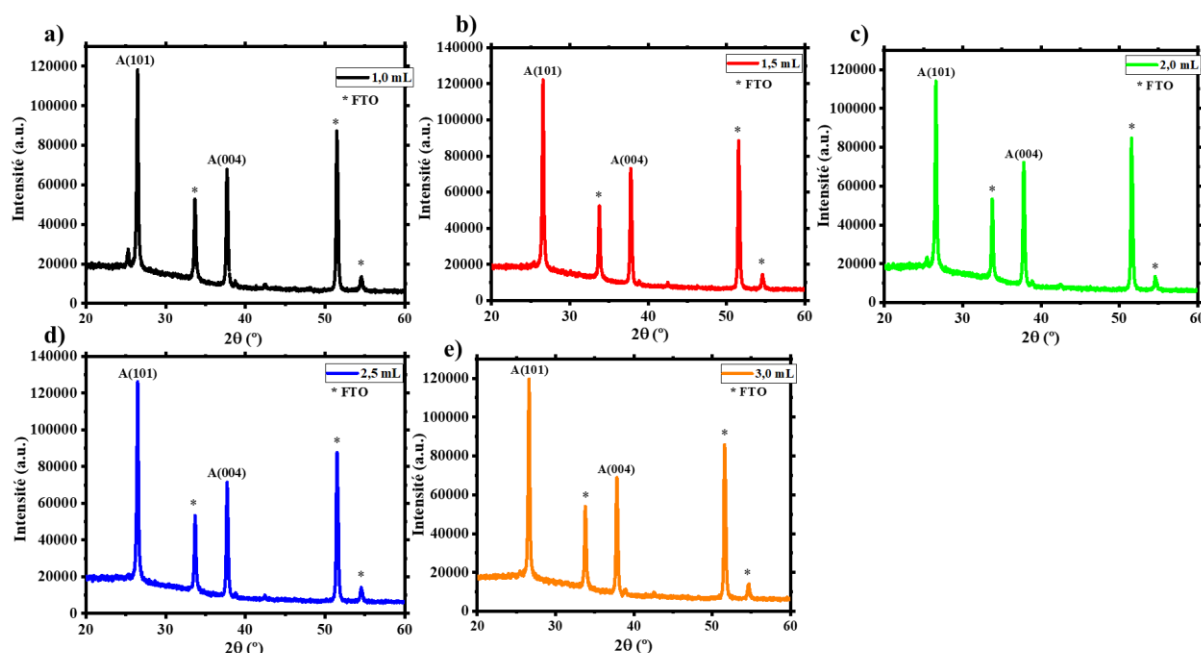 a)
140000
120000
100000
80000
60000
40000
20000
0
Intensité (a.u.)
A(101)
1,0 mL
* FTO
*
A(004)
*
*
20 30 40 50 60
2θ (º)
b)
140000
120000
100000
80000
60000
40000
20000
0
Intensité (a.u.)
A(101)
1,5 mL
* FTO
*
A(004)
*
*
20 30 40 50 60
2θ (º)
c)
140000
120000
100000
80000
60000
40000
20000
0
Intensité (a.u.)
A(101)
2,0 mL
* FTO
*
A(004)
*
*
20 30 40 50 60
2θ (º)
d)
140000
120000
100000
80000
60000
40000
20000
0
Intensité (a.u.)
A(101)
2,5 mL
* FTO
*
A(004)
*
*
20 30 40 50 60
2θ (º)
e)
120000
100000
80000
60000
40000
20000
0
Intensité (a.u.)
A(101)
3,0 mL
* FTO
*
A(004)
*
*
20 30 40 50 60
2θ (º)